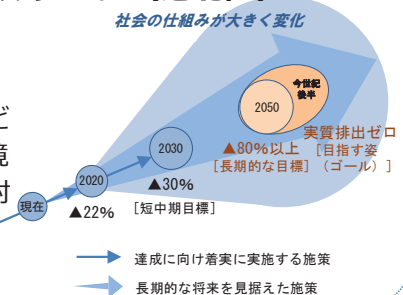 社会の仕組みが大きく変化
今世紀
後半
2050
実質排出ゼロ
▲80%以上
[目指す姿
[長期的な目標]
(ゴール)]
2030
▲30%
[短中期目標]
2020
▲22%
現在
ど
境
対
達成に向け着実に実施する施策
長期的な将来を見据えた施策